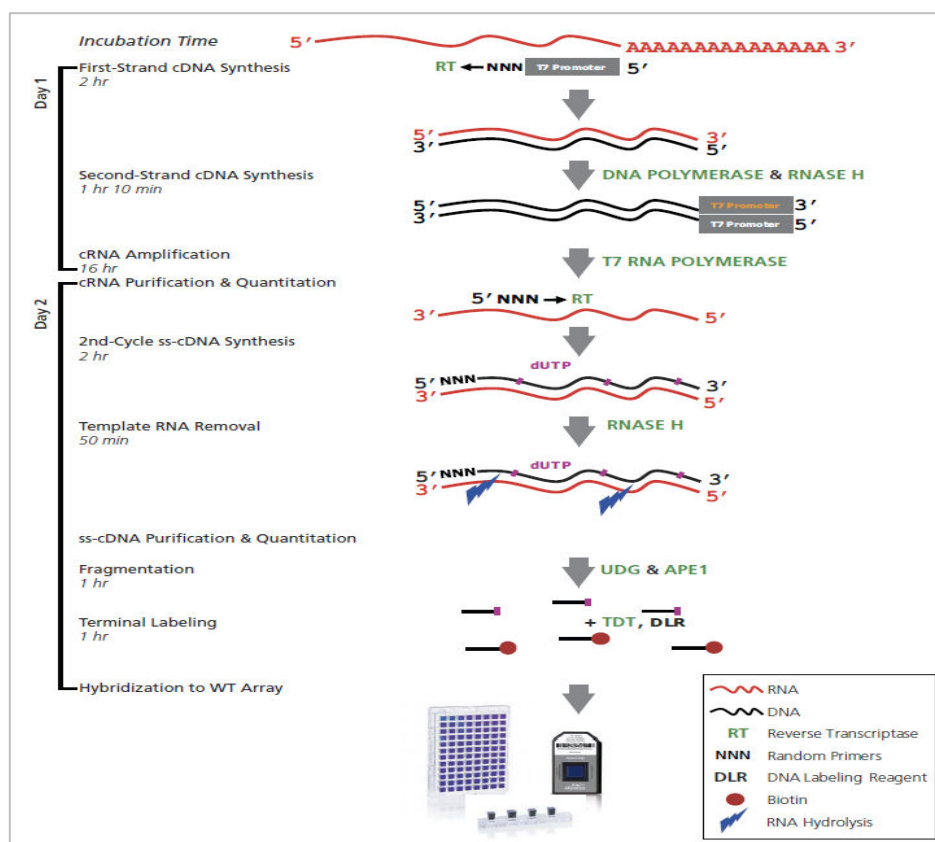 Incubation Time
5′ AAAAAAAAAAAAAAA 3′
Day 1
First-Strand cDNA Synthesis
2 hr
RT NNN T7 Promoter 5′
5′ 3′
3′ 5′
Second-Strand cDNA Synthesis
1 hr 10 min
DNA POLYMERASE & RNASE H
5′ T7 Promoter 3′
3′ T7 Promoter 5′
cRNA Amplification
16 hr
T7 RNA POLYMERASE
Day 2
cRNA Purification & Quantitation
5′ NNN RT
3′ 5′
2nd-Cycle ss-cDNA Synthesis
2 hr
dUTP
5′ NNN 3′
3′ 5′
Template RNA Removal
50 min
RNASE H
dUTP
5′ NNN 3′
3′ 5′
ss-cDNA Purification & Quantitation
Fragmentation
1 hr
UDG & APE1
Terminal Labeling
1 hr
+ TDT, DLR
Hybridization to WT Array
RNA
DNA
RT Reverse Transcriptase
NNN Random Primers
DLR DNA Labeling Reagent
Biotin
RNA Hydrolysis